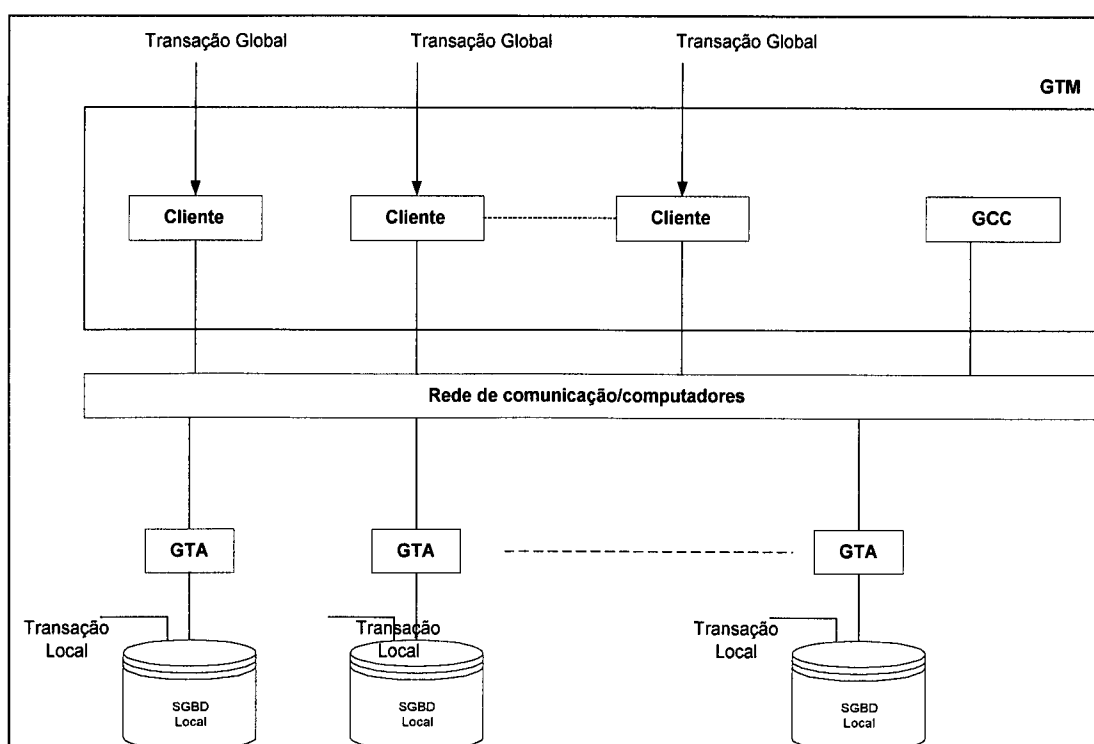 Transação Global
Transação Global
Transação Global
GTM
Cliente
Cliente
Cliente
GCC
Rede de comunicação/computadores
GTA
GTA
GTA
Transação
Local
Transação
Local
Transação
Local
SGBD
Local
SGBD
Local
SGBD
Local